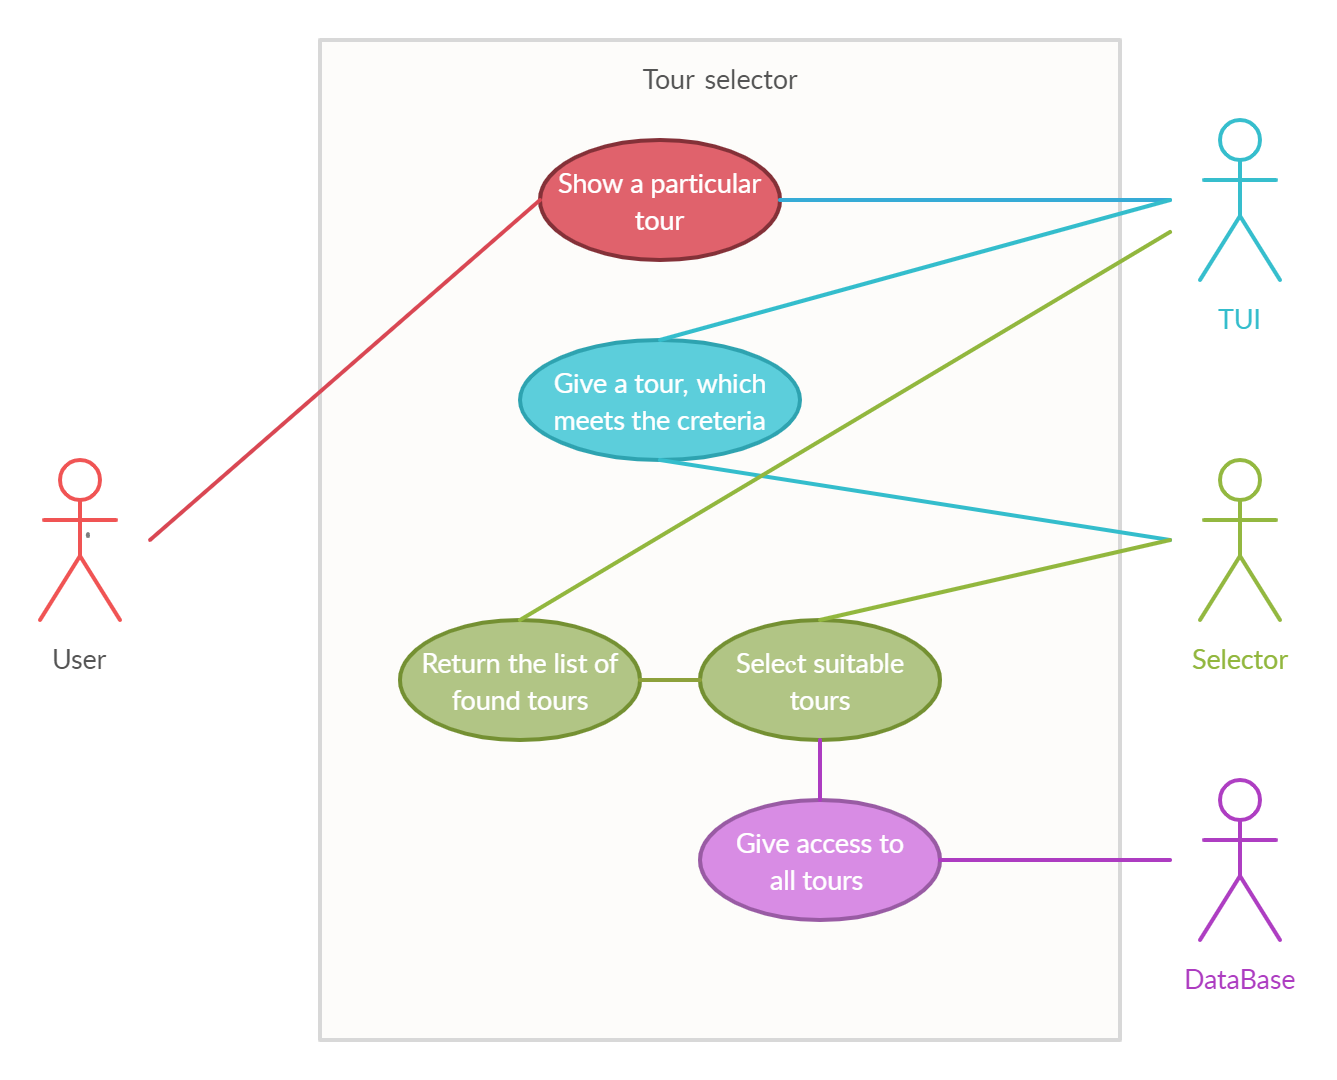 Tour selector
Show a particular
tour
TUI
Give a tour, which
meets the creteria
User
Selector
Return the list of
found tours
Select suitable
tours
Give access to
all tours
DataBase